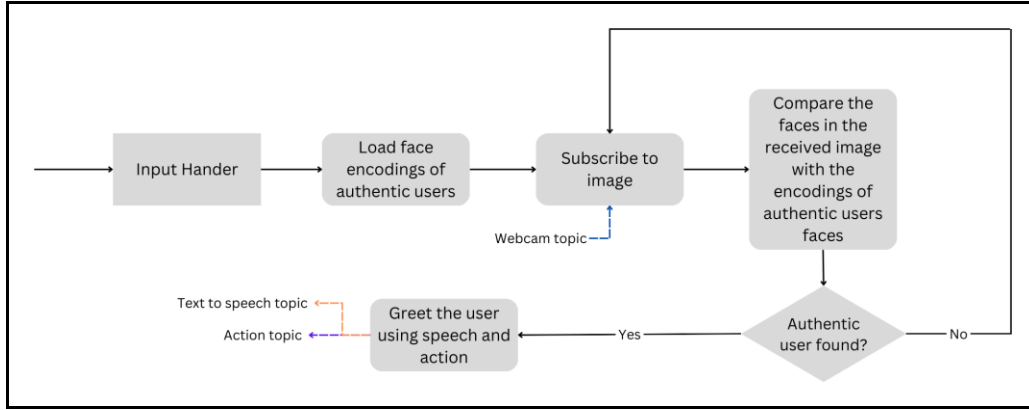 Input Hander
Load face
encodings of
authentic users
Subscribe to
image
Compare the
faces in the
received image
with the
encodings of
authentic users
faces
Webcam topic
Authentic
user found?
No
Yes
Greet the user
using speech and
action
Text to speech topic
Action topic